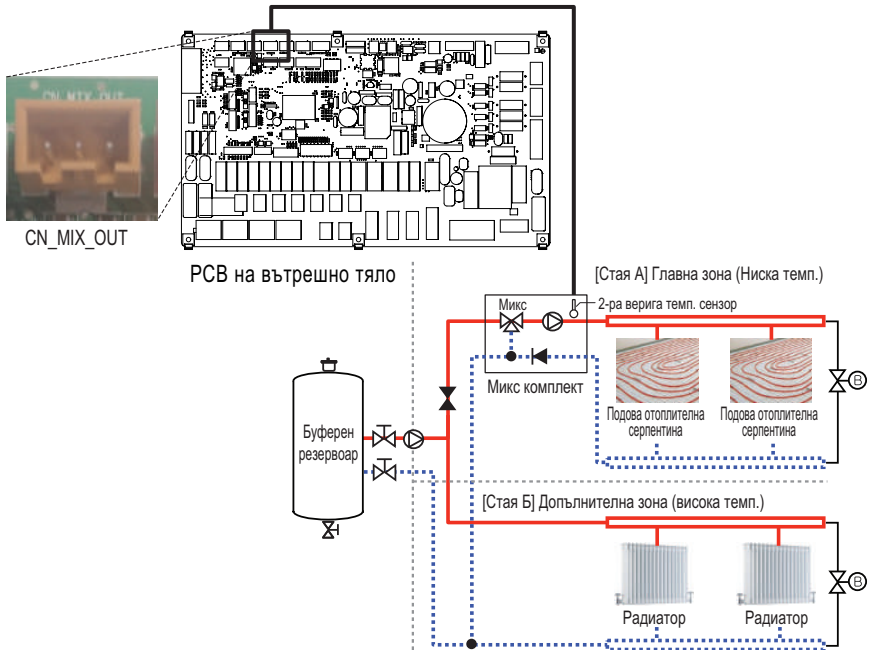 CN_MIX_OUT
CN_MIX_OUT
PCB на вътрешно тяло
[Стая А] Главна зона (Ниска темп.)
Микс
2-ра верига темп. сензор
Микс комплект
Подова отоплителна
серпентина
Подова отоплителна
серпентина
B
Буферен
резервоар
[Стая Б] Допълнителна зона (висока темп.)
Радиатор
Радиатор
B